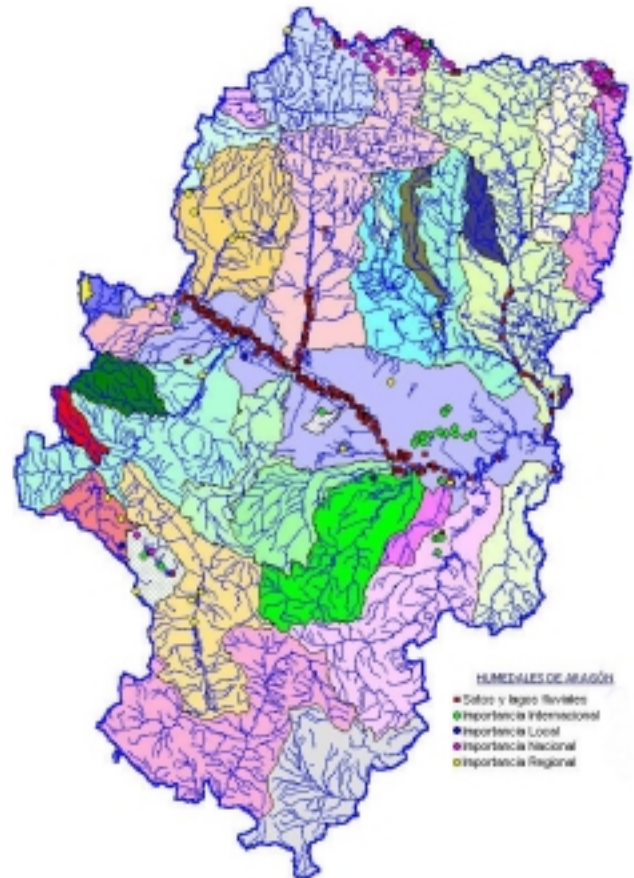 HUMEDALES DE ARAGÓN
Sotos y lagos fluviales
Importancia Internacional
Importancia Local
Importancia Nacional
Importancia Regional